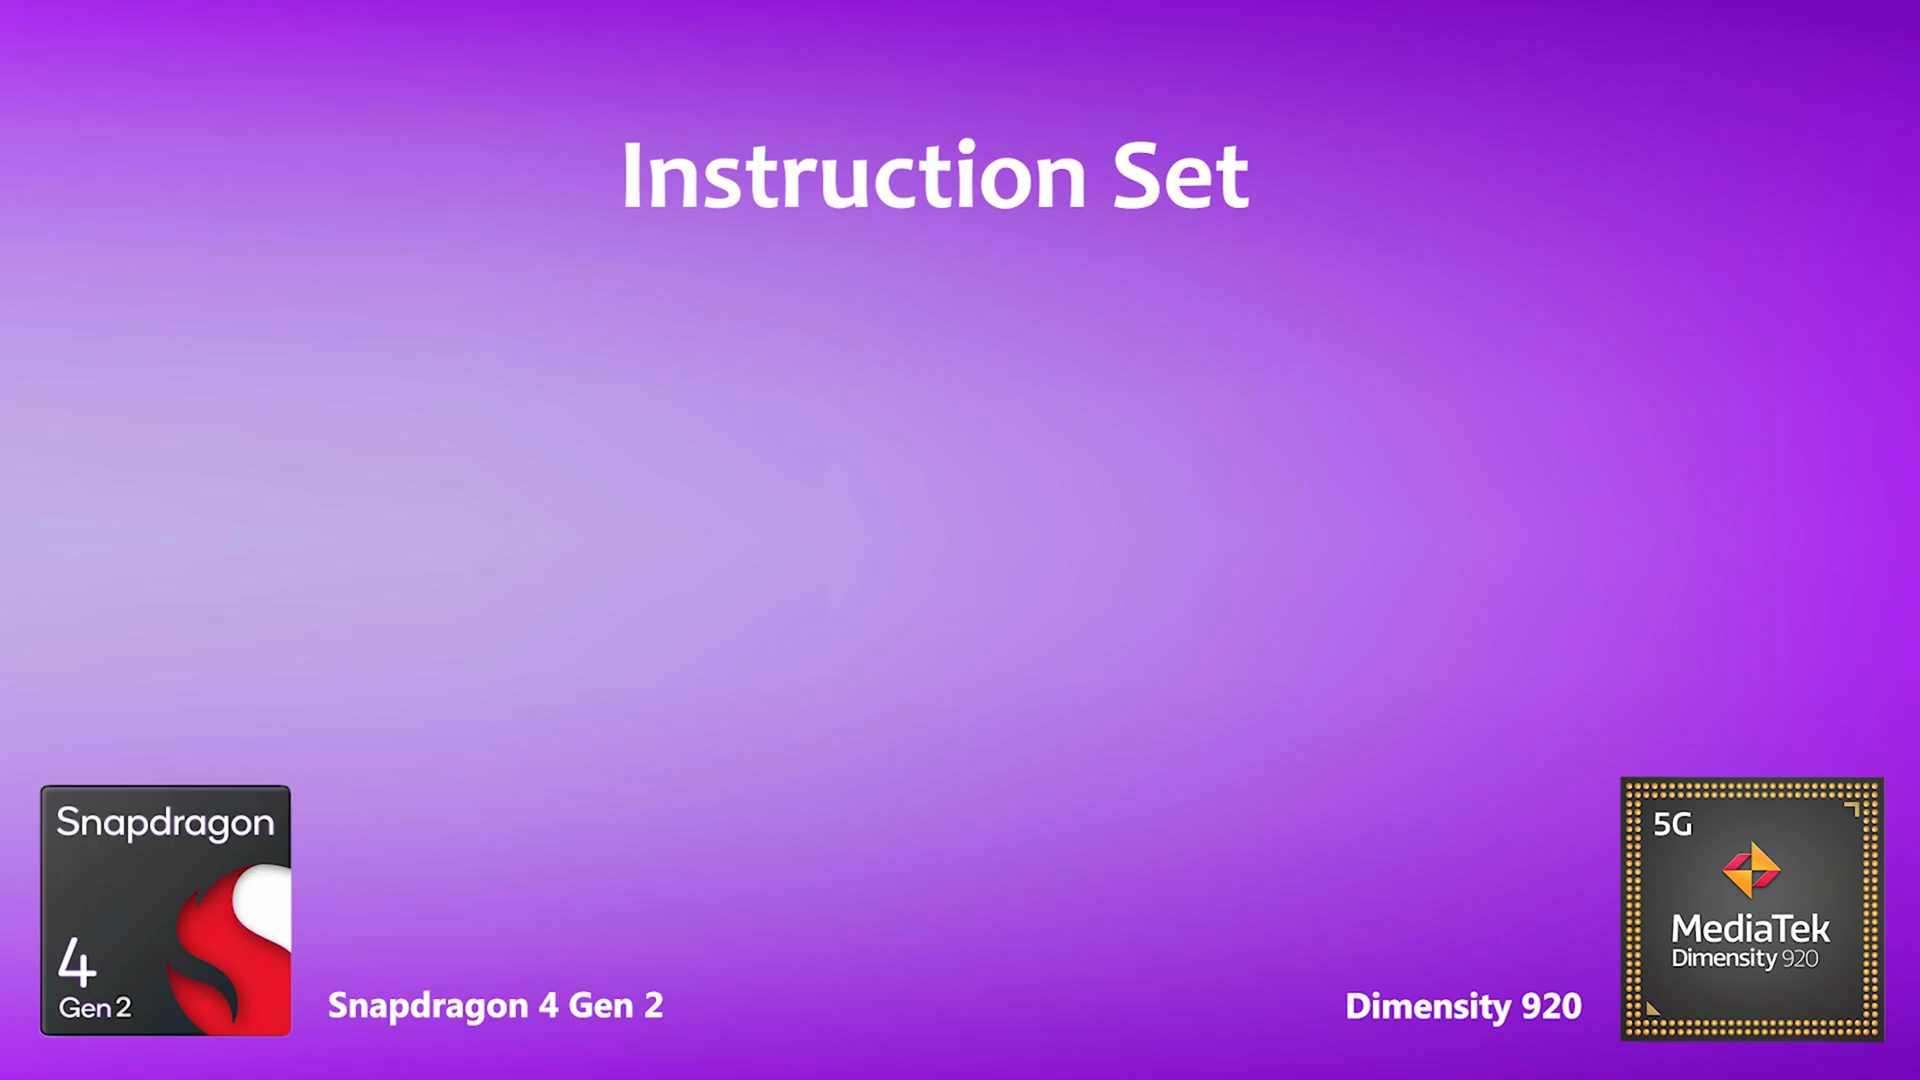 Instruction Set
Snapdragon
4
Gen 2
Snapdragon 4 Gen 2
Dimensity 920
5G
MediaTek
Dimensity 920